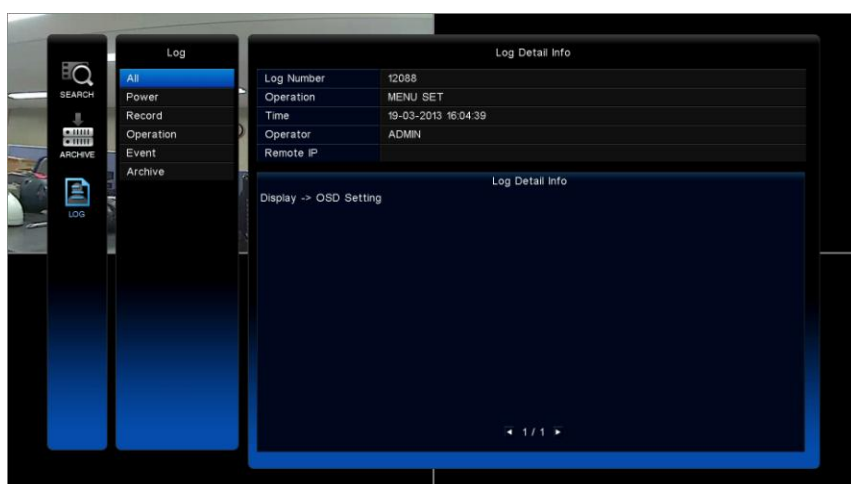 SEARCH
ARCHIVE
LOG
Log
All
Power
Record
Operation
Event
Archive
Log Detail Info
Log Number 12088
Operation MENU SET
Time 19-03-2013 16:04:39
Operator ADMIN
Remote IP
Log Detail Info
Display -> OSD Setting
◄ 1 / 1 ►